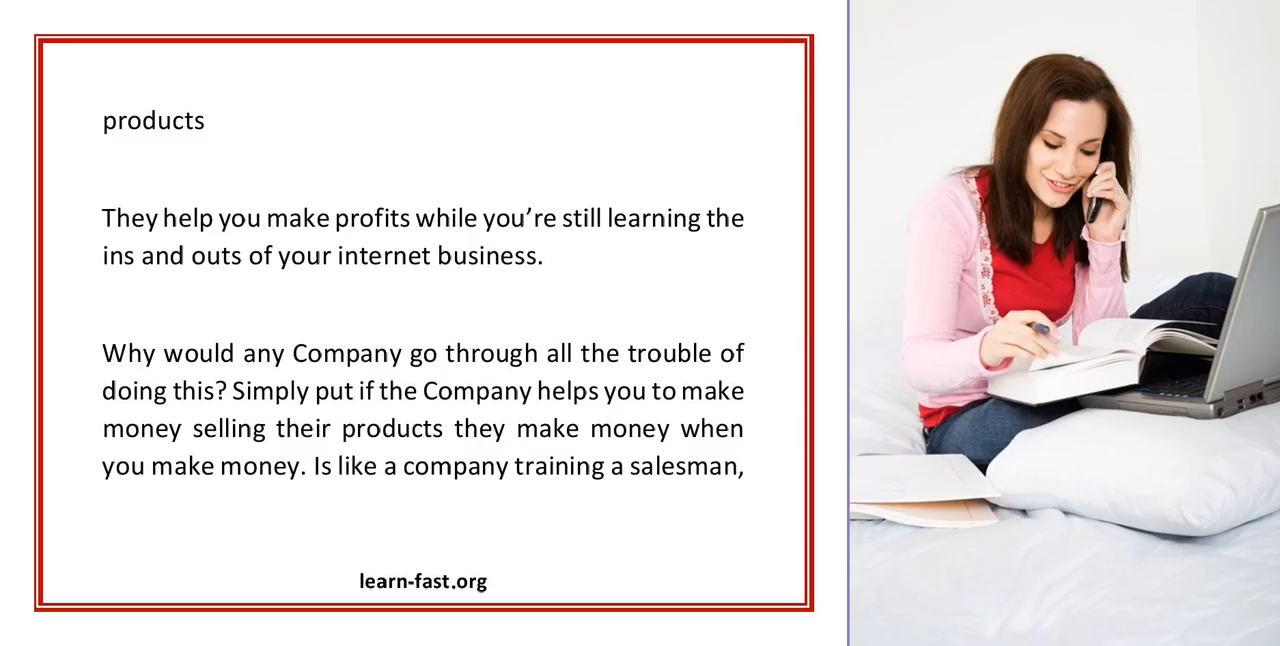 products
They help you make profits while you’re still learning the
ins and outs of your internet business.
Why would any Company go through all the trouble of
doing this? Simply put if the Company helps you to make
money selling their products they make money when
you make money. Is like a company training a salesman,
learn-fast.org